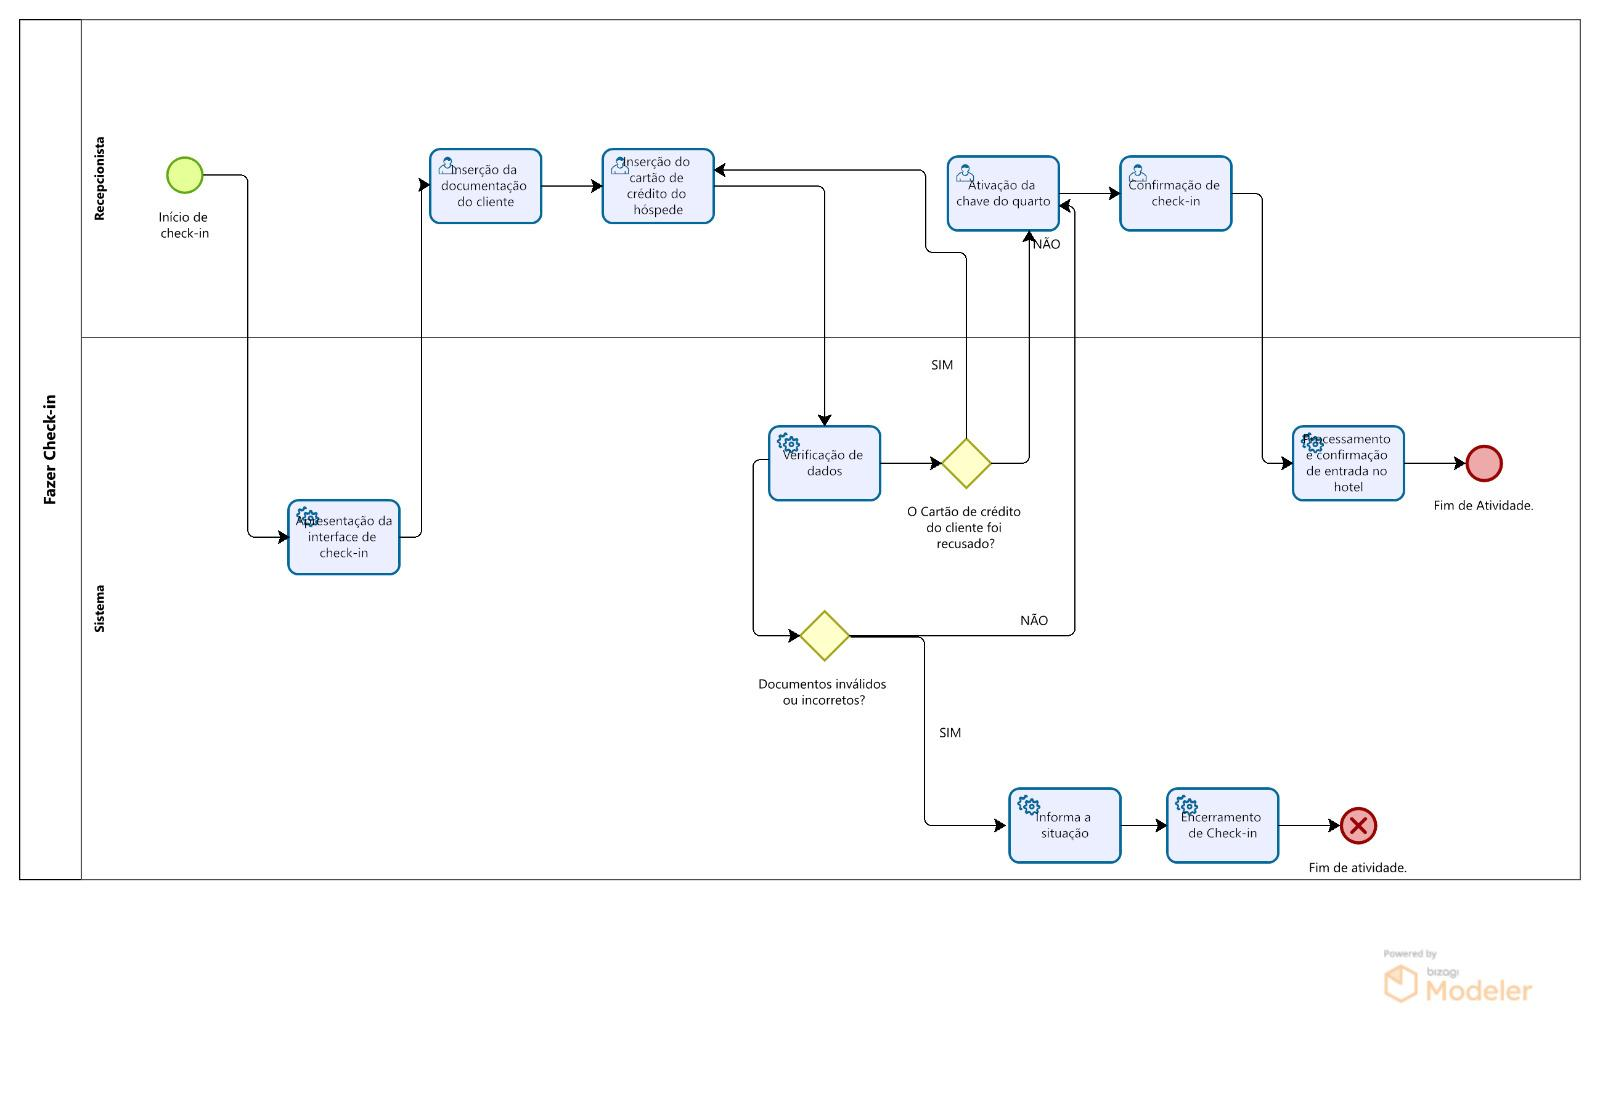 Fazer Check-in
Recepcionista
Início de
check-in
Inserção da
documentação
do cliente
Inserção do
cartão de
crédito do
hóspede
Ativação da
chave do quarto
Confirmação de
check-in
NÃO
Sistema
SIM
Apresentação da
interface de
check-in
Verificação de
dados
O Cartão de crédito
do cliente foi
recusado?
Processamento
e confirmação
de entrada no
hotel
Fim de Atividade.
NÃO
Documentos inválidos
ou incorretos?
SIM
Informa a
situação
Encerramento
de Check-in
Fim de atividade.
Powered by
bizagi
Modeler